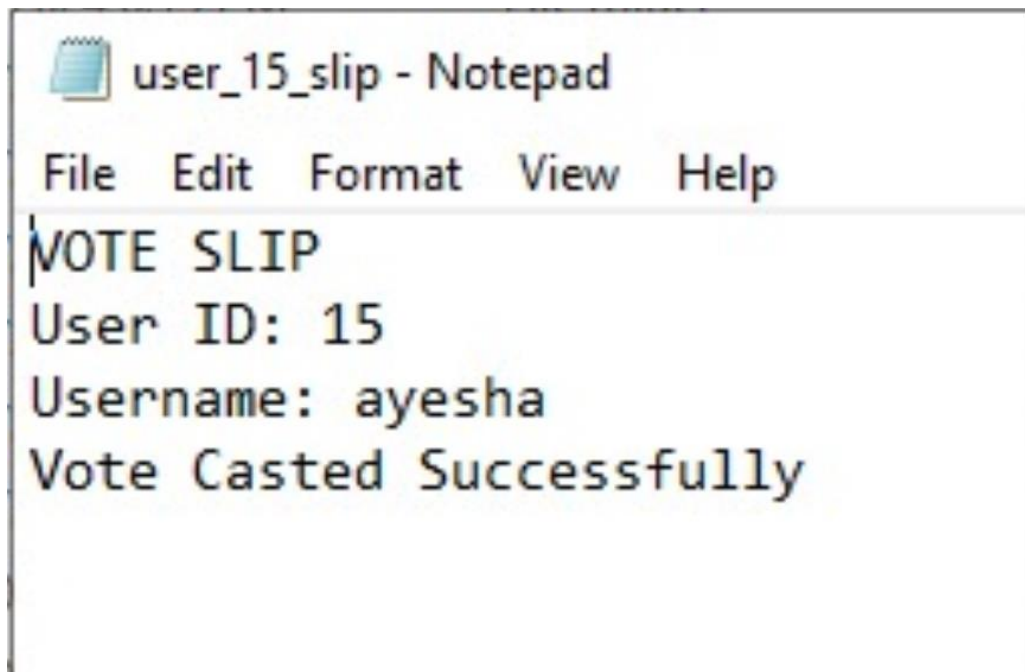 user_15_slip - Notepad
File Edit Format View Help
VOTE SLIP
User ID: 15
Username: ayesha
Vote Casted Successfully